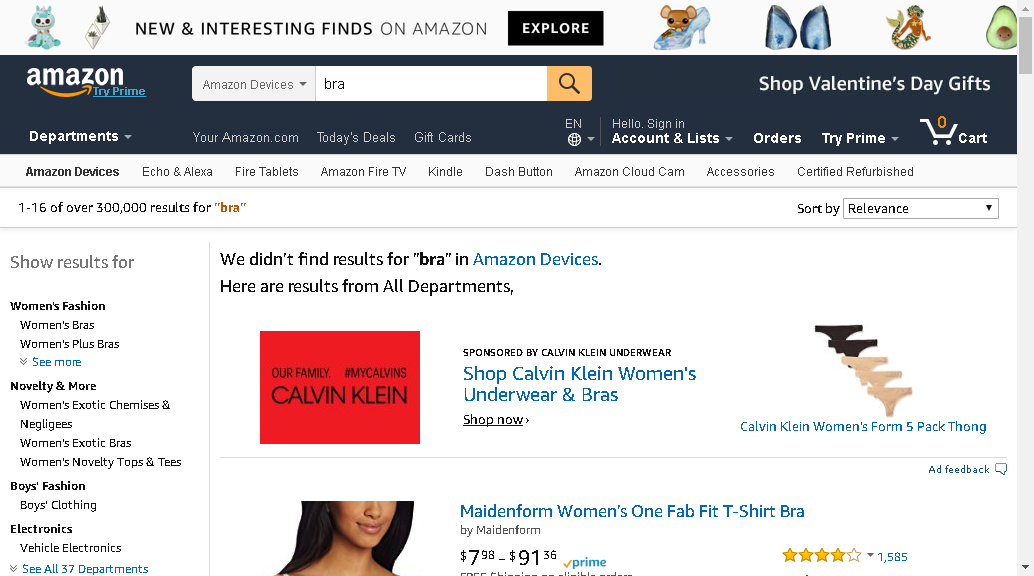 NEW & INTERESTING FINDS ON AMAZON EXPLORE
amazon
Try Prime
Amazon Devices
bra
Shop Valentine's Day Gifts
Departments
Your Amazon.com
Today's Deals
Gift Cards
EN
Hello. Sign in
Account & Lists
Orders
Try Prime
0
Cart
Amazon Devices
Echo & Alexa
Fire Tablets
Amazon Fire TV
Kindle
Dash Button
Amazon Cloud Cam
Accessories
Certified Refurbished
1-16 of over 300,000 results for "bra"
Sort by Relevance
Show results for
Women's Fashion
Women's Bras
Women's Plus Bras
See more
Novelty & More
Women's Exotic Chemises &
Negligees
Women's Exotic Bras
Women's Novelty Tops & Tees
Boys' Fashion
Boys' Clothing
Electronics
Vehicle Electronics
See All 37 Departments
We didn't find results for "bra" in Amazon Devices.
Here are results from All Departments,
OUR FAMILY. #MYCALVINS
CALVIN KLEIN
SPONSORED BY CALVIN KLEIN UNDERWEAR
Shop Calvin Klein Women's
Underwear & Bras
Shop now ›
Calvin Klein Women's Form 5 Pack Thong
Ad feedback
Maidenform Women's One Fab Fit T-Shirt Bra
by Maidenform
$7 98 - $91 36 prime
1,585
FREE Shipping on eligible orders